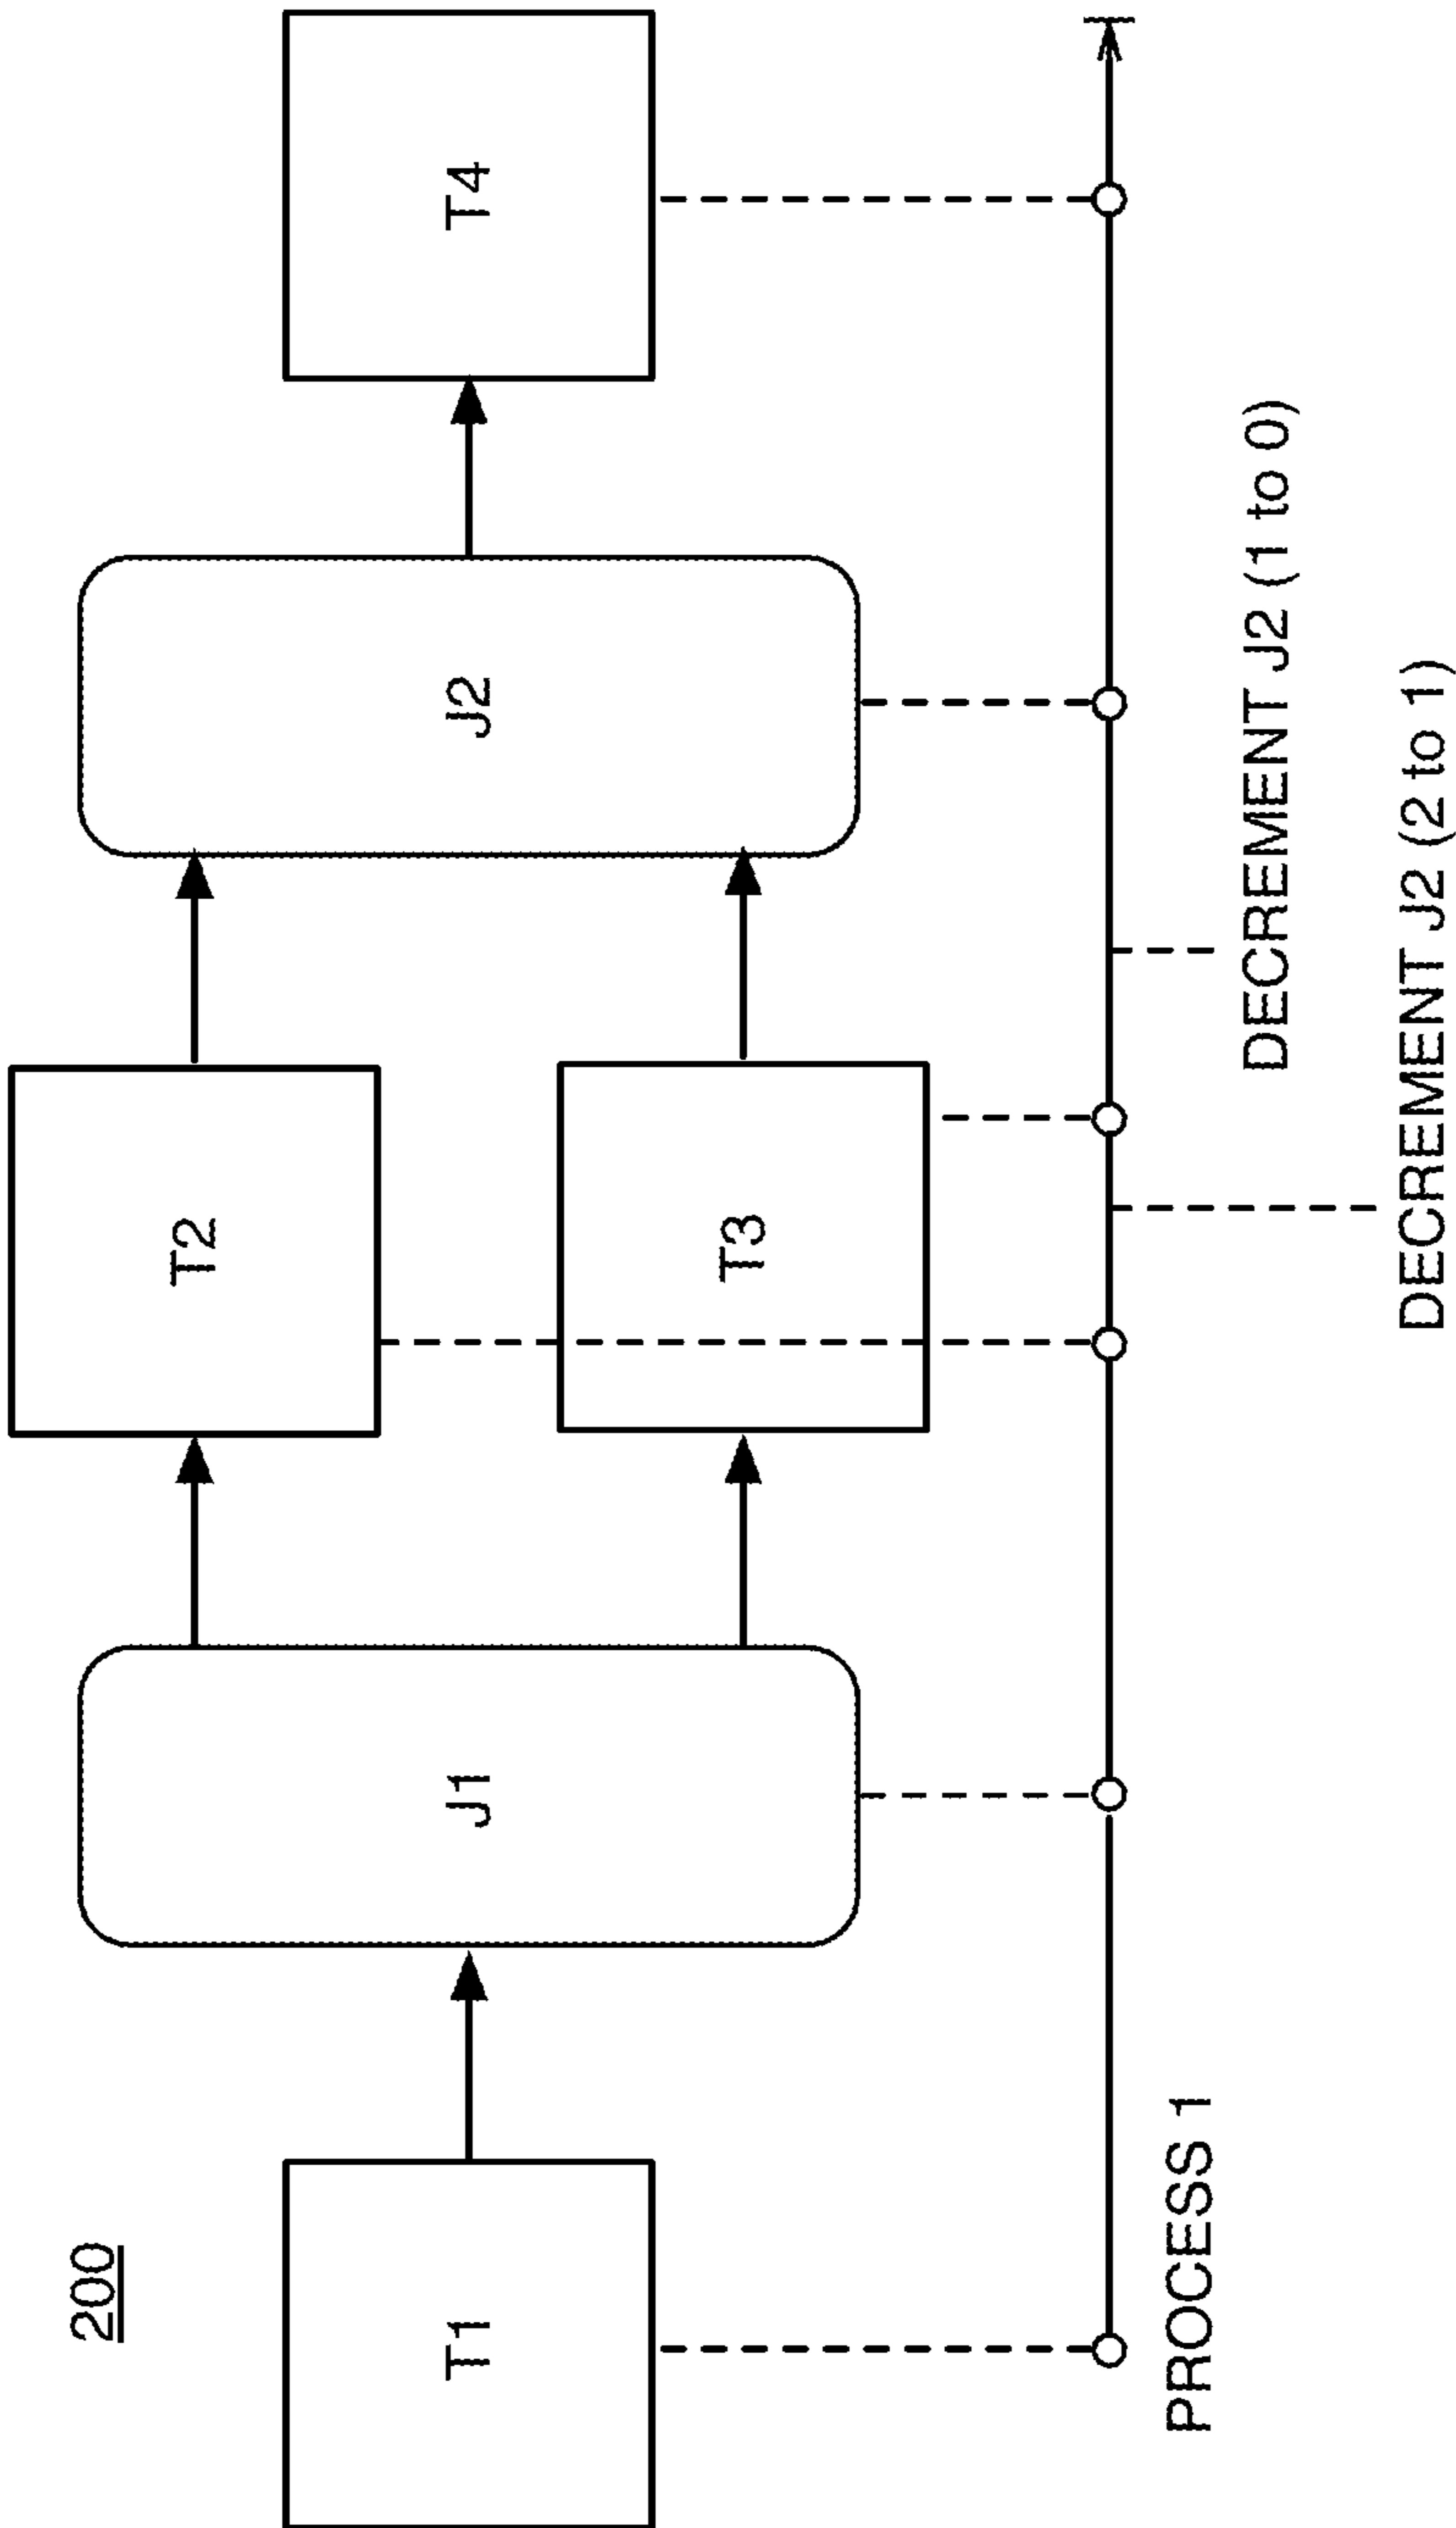 200
T1
J1
T2
T3
J2
T4
PROCESS 1
DECREMENT J2 (1 to 0)
DECREMENT J2 (2 to 1)